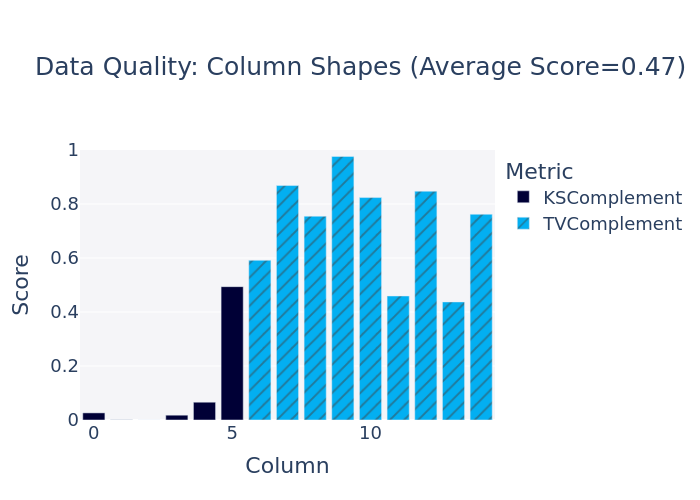 Data Quality: Column Shapes (Average Score=0.47)
Metric
KSComplement
TVComplement
Score
1
0.8
0.6
0.4
0.2
0
0 5 10
Column